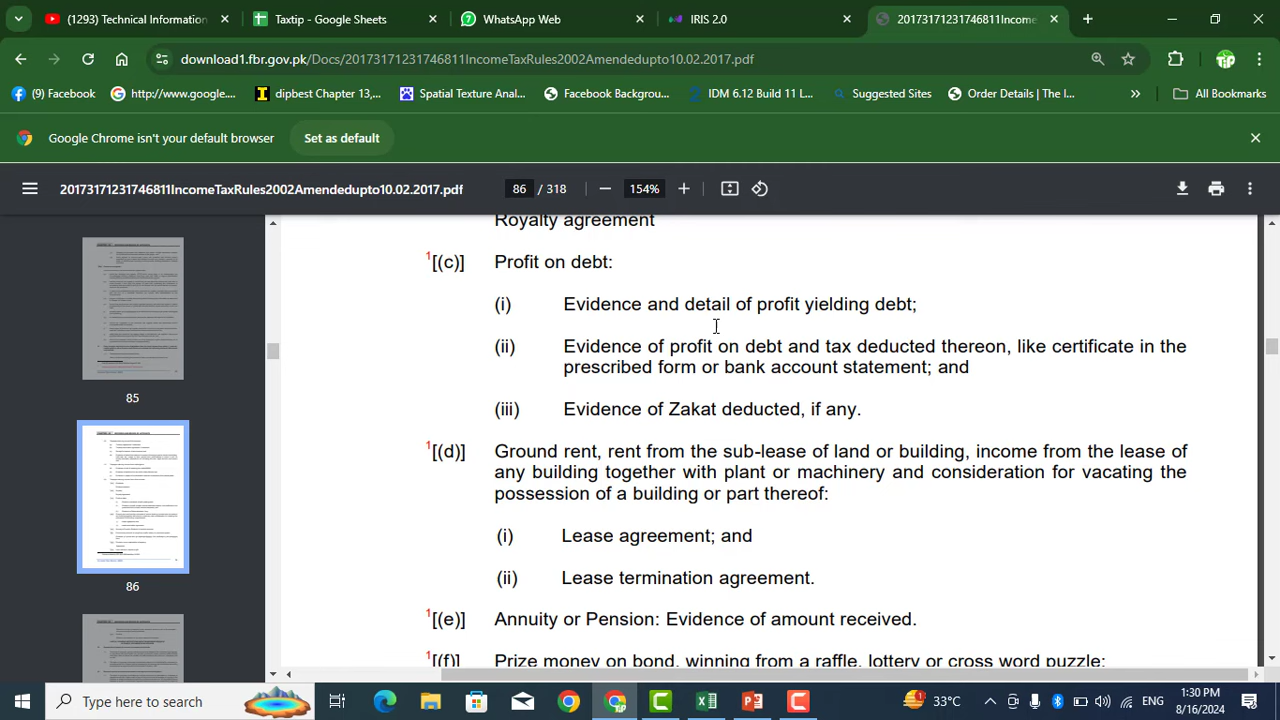 (1293) Technical Information
Taxtip - Google Sheets
WhatsApp Web
IRIS 2.0
20173171231746811Incom
download1.fbr.gov.pk/Docs/20173171231746811IncomeTaxRules2002Amendedupto10.02.2017.pdf
(9) Facebook
http://www.google....
dipbest Chapter 13,...
Spatial Texture Anal...
Facebook Backgrou...
IDM 6.12 Build 11 L...
Suggested Sites
Order Details | The I...
All Bookmarks
Google Chrome isn't your default browser
Set as default
20173171231746811IncomeTaxRules2002Amendedupto10.02.2017.pdf
86 / 318
154%
Royalty agreement
1[(c)] Profit on debt:
(i) Evidence and detail of profit yielding debt;
(ii) Evidence of profit on debt and tax deducted thereon, like certificate in the
prescribed form or bank account statement; and
(iii) Evidence of Zakat deducted, if any.
1[(d)] Ground rent, rent from the sub-lease of land or building, income from the lease of
any building together with plant or machinery and consideration for vacating the
possession of a building or part thereof:
(i) Lease agreement; and
(ii) Lease termination agreement.
1[(e)] Annuity or Pension: Evidence of amount received.
1[(f)] Prize money on bond, winning from a raffle, lottery or cross word puzzle:
85
86
Type here to search
33°C
ENG
1:30 PM
8/16/2024